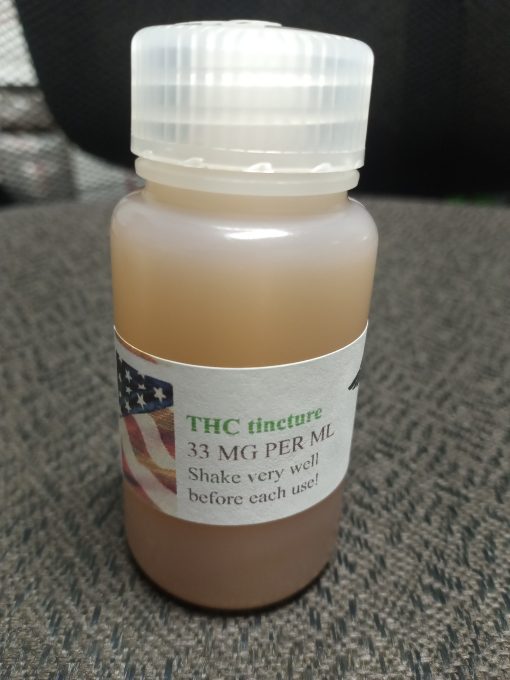 THC tincture
33 MG PER ML
Shake very well
before each use!